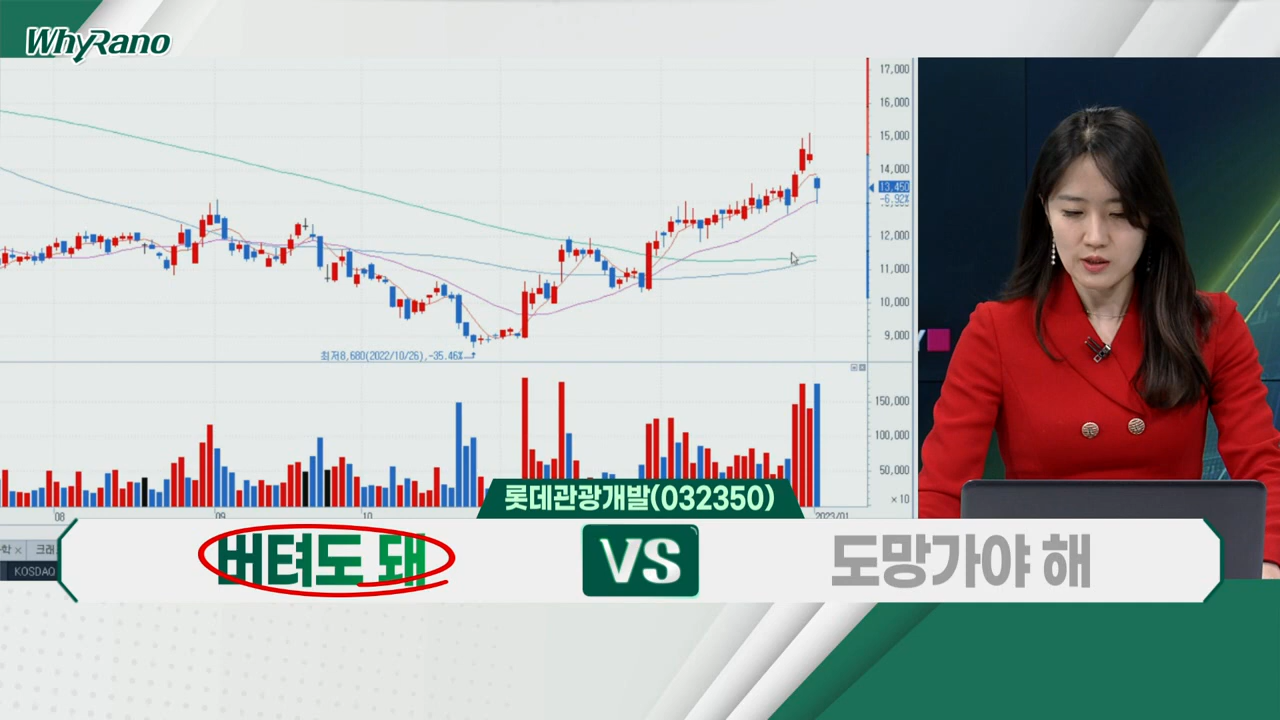 WhyRano
17,000
16,000
15,000
14,000
13,450
-6.92%
12,000
11,000
10,000
9,000
최저8,680(2022/10/26),-35.46%→
150,000
100,000
50,000
×10
08
09
10
2023/01
롯데관광개발(032350)
학 × 크래
KOSDAQ
버텨도 돼
VS
도망가야 해